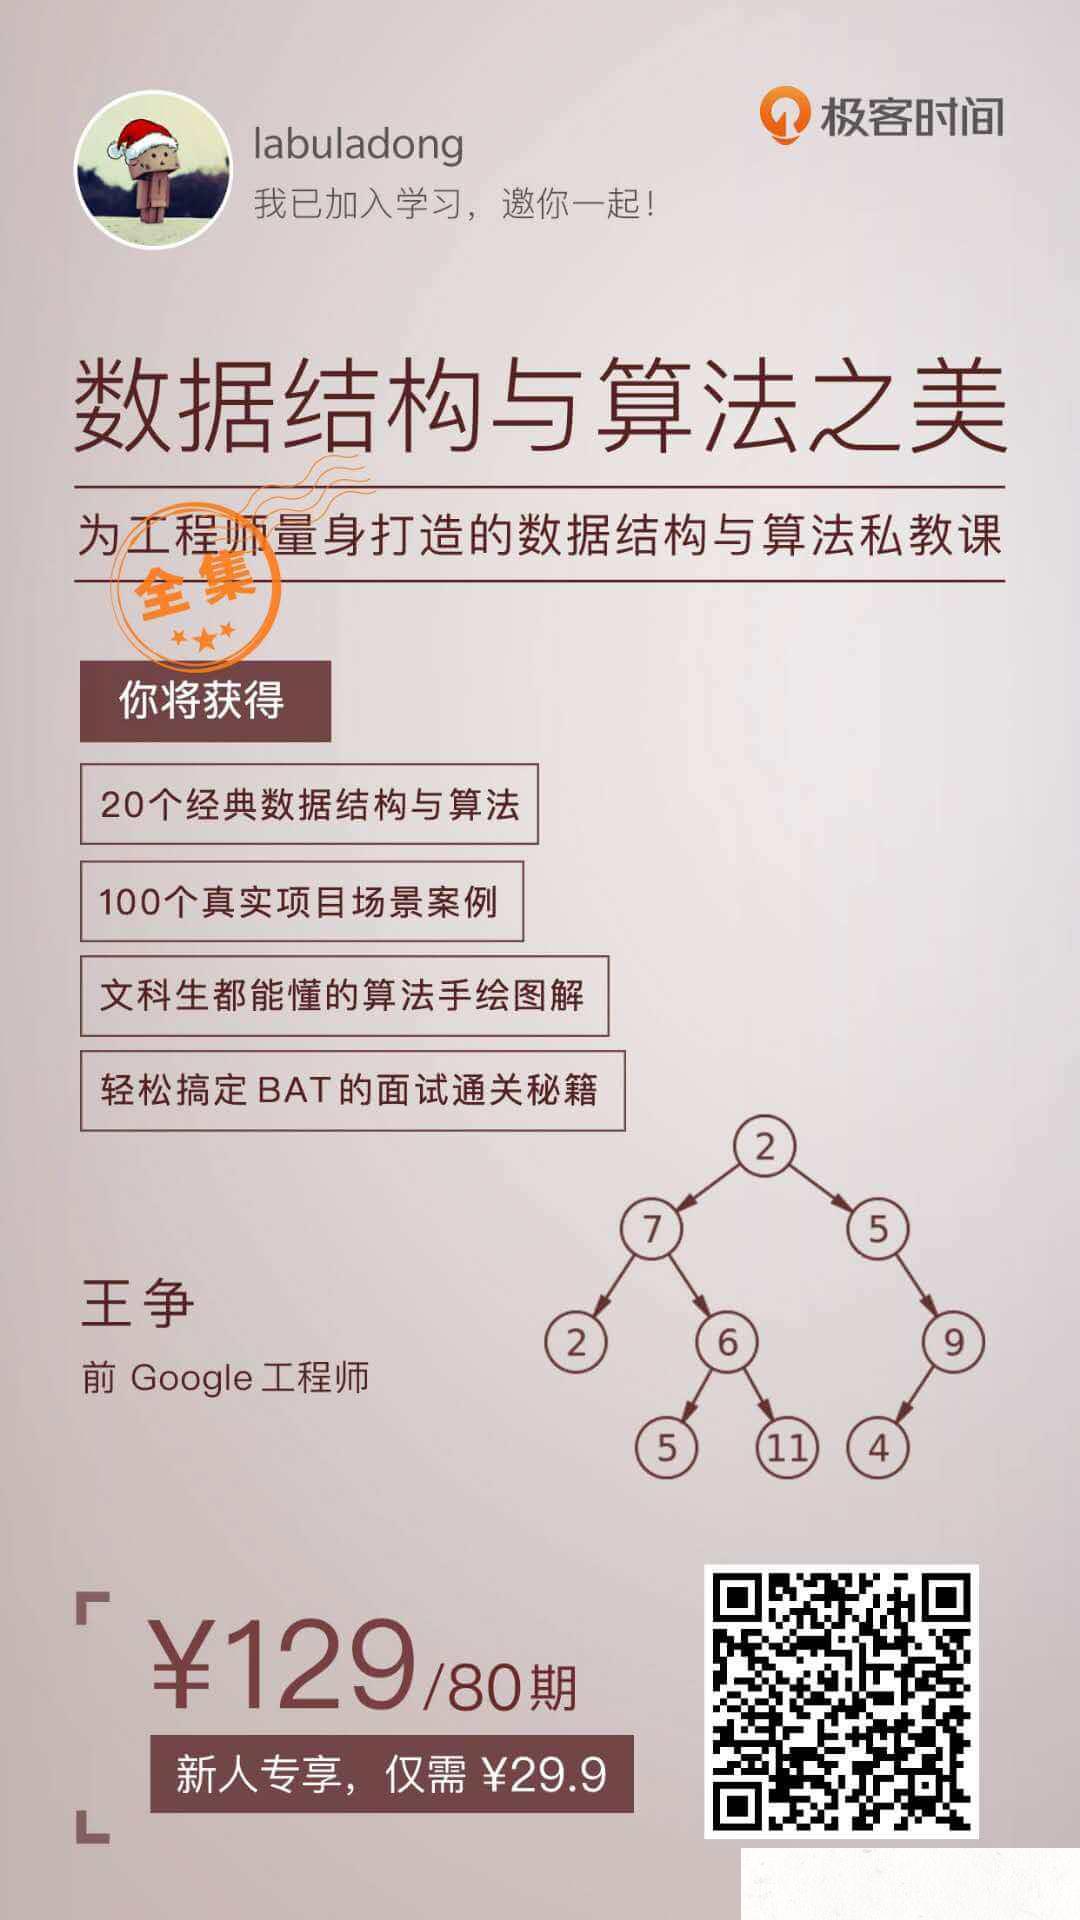 labuladong
极客时间
我已加入学习，邀你一起！
数据结构与算法之美
为工程师量身打造的数据结构与算法私教课
全集
你将获得
20个经典数据结构与算法
100个真实项目场景案例
文科生都能懂的算法手绘图解
轻松搞定 BAT 的面试通关秘籍
2
7 5
王争
2 6 9
前 Google 工程师
5 11 4
¥129/80期
新人专享，仅需 ¥29.9